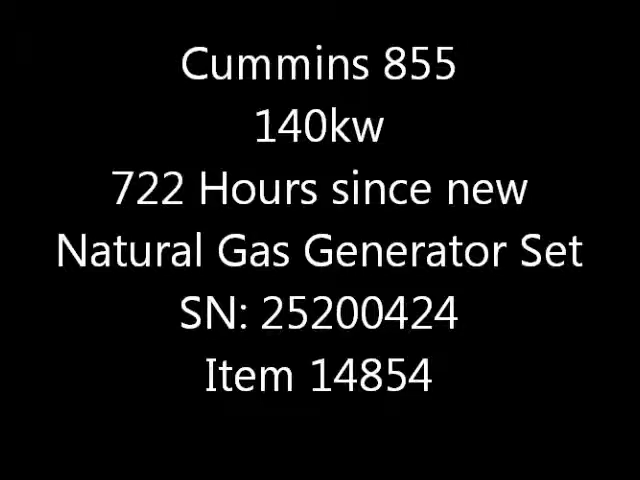 Cummins 855
140kw
722 Hours since new
Natural Gas Generator Set
SN: 25200424
Item 14854